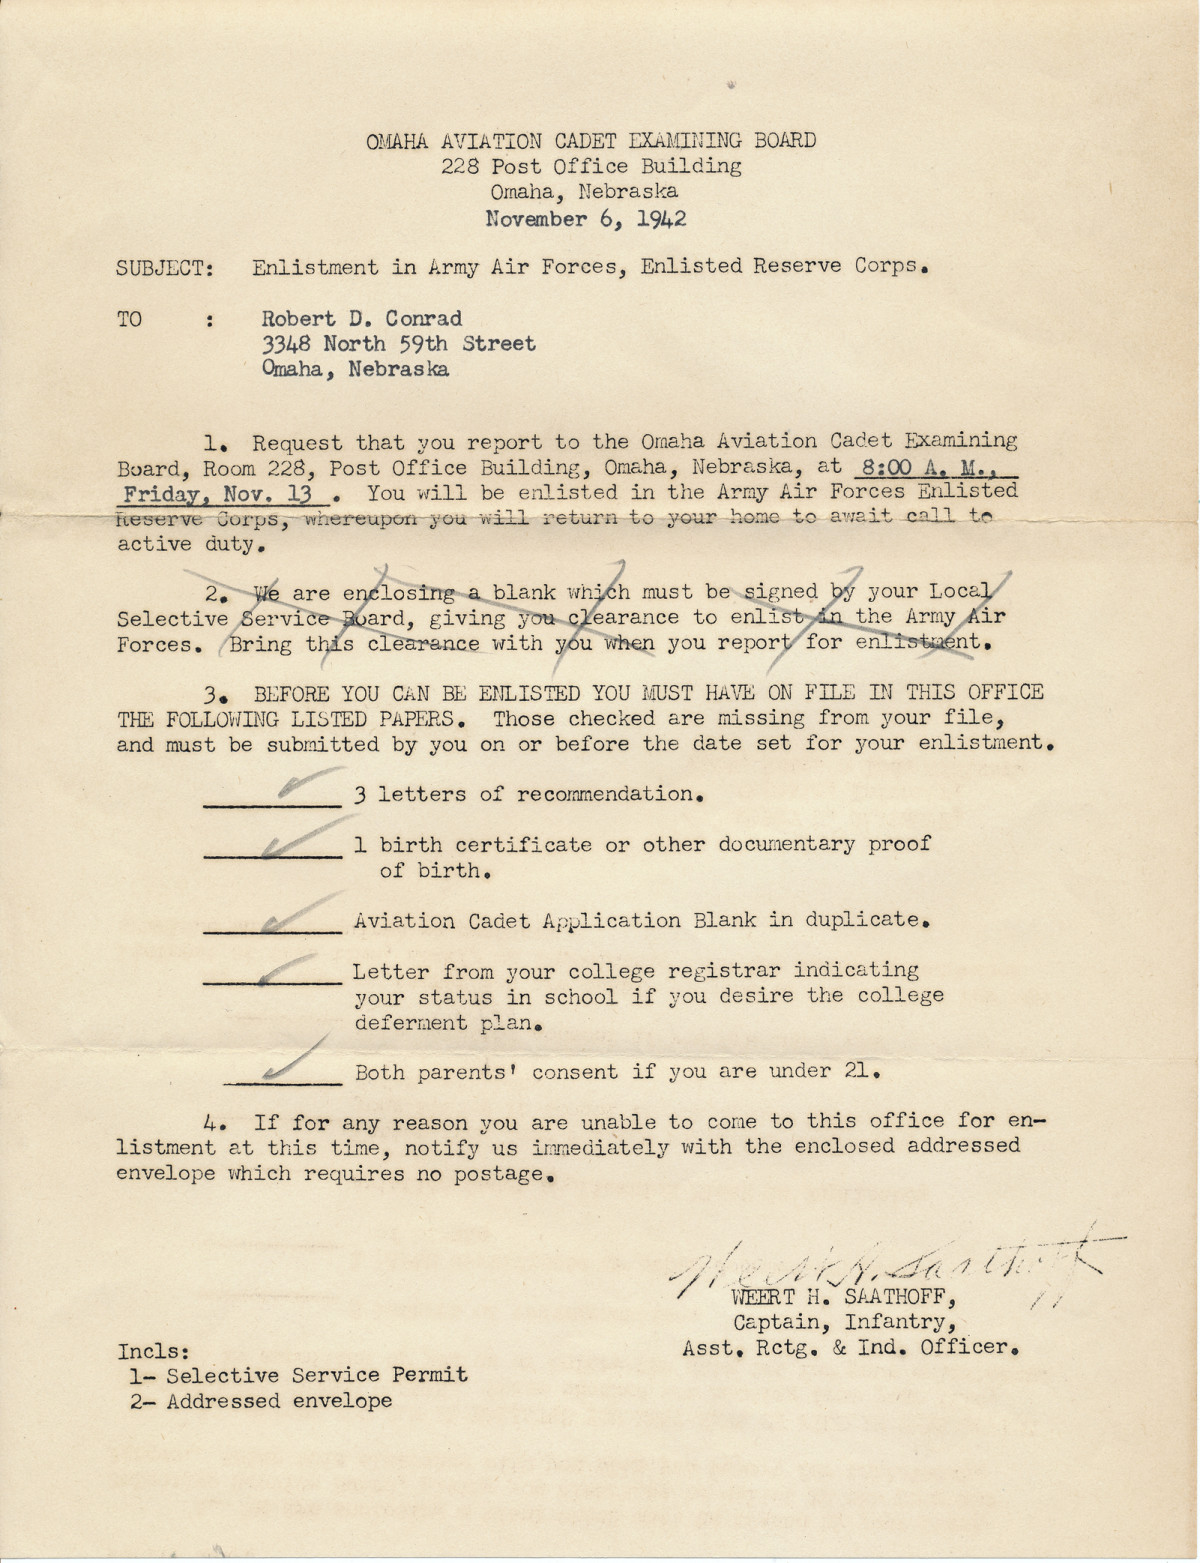 OMAHA AVIATION CADET EXAMINING BOARD
228 Post Office Building
Omaha, Nebraska
November 6, 1942
SUBJECT: Enlistment in Army Air Forces, Enlisted Reserve Corps.
TO : Robert D. Conrad
3348 North 59th Street
Omaha, Nebraska
1. Request that you report to the Omaha Aviation Cadet Examining
Board, Room 228, Post Office Building, Omaha, Nebraska, at 8:00 A. M.,
Friday, Nov. 13 . You will be enlisted in the Army Air Forces Enlisted
Reserve Corps, whereupon you will return to your home to await call to
active duty.
2. We are enclosing a blank which must be signed by your Local
Selective Service Board, giving you clearance to enlist in the Army Air
Forces. Bring this clearance with you when you report for enlistment.
3. BEFORE YOU CAN BE ENLISTED YOU MUST HAVE ON FILE IN THIS OFFICE
THE FOLLOWING LISTED PAPERS. Those checked are missing from your file,
and must be submitted by you on or before the date set for your enlistment.
✓ 3 letters of recommendation.
✓ 1 birth certificate or other documentary proof
of birth.
✓ Aviation Cadet Application Blank in duplicate.
✓ Letter from your college registrar indicating
your status in school if you desire the college
deferment plan.
✓ Both parents' consent if you are under 21.
4. If for any reason you are unable to come to this office for en-
listment at this time, notify us immediately with the enclosed addressed
envelope which requires no postage.
Weert H. Saathoff
WEERT H. SAATHOFF,
Captain, Infantry,
Asst. Rctg. & Ind. Officer.
Incls:
1- Selective Service Permit
2- Addressed envelope